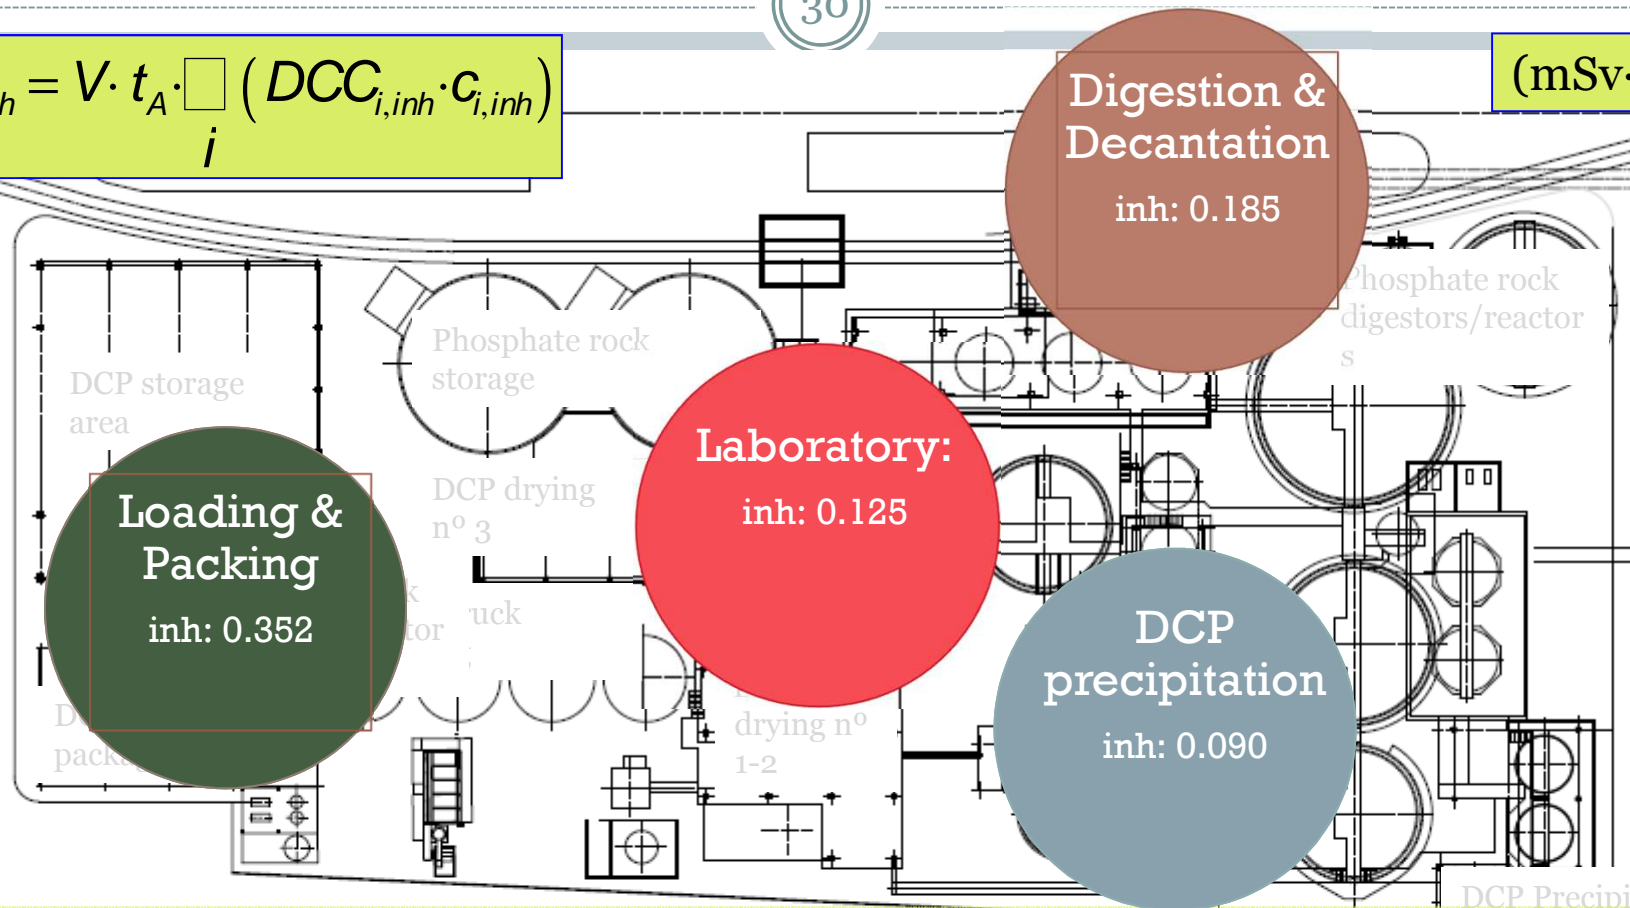 30
h = V· t_A·□ (DCC_i,inh·c_i,inh)
i
(mSv·
Digestion &
Decantation
inh: 0.185
Phosphate rock
digestors/reactor
s
Phosphate rock
storage
DCP storage
area
Laboratory:
inh: 0.125
DCP drying
nº 3
Loading &
Packing
inh: 0.352
DCP
precipitation
inh: 0.090
drying nº
1-2
DCP Precipi